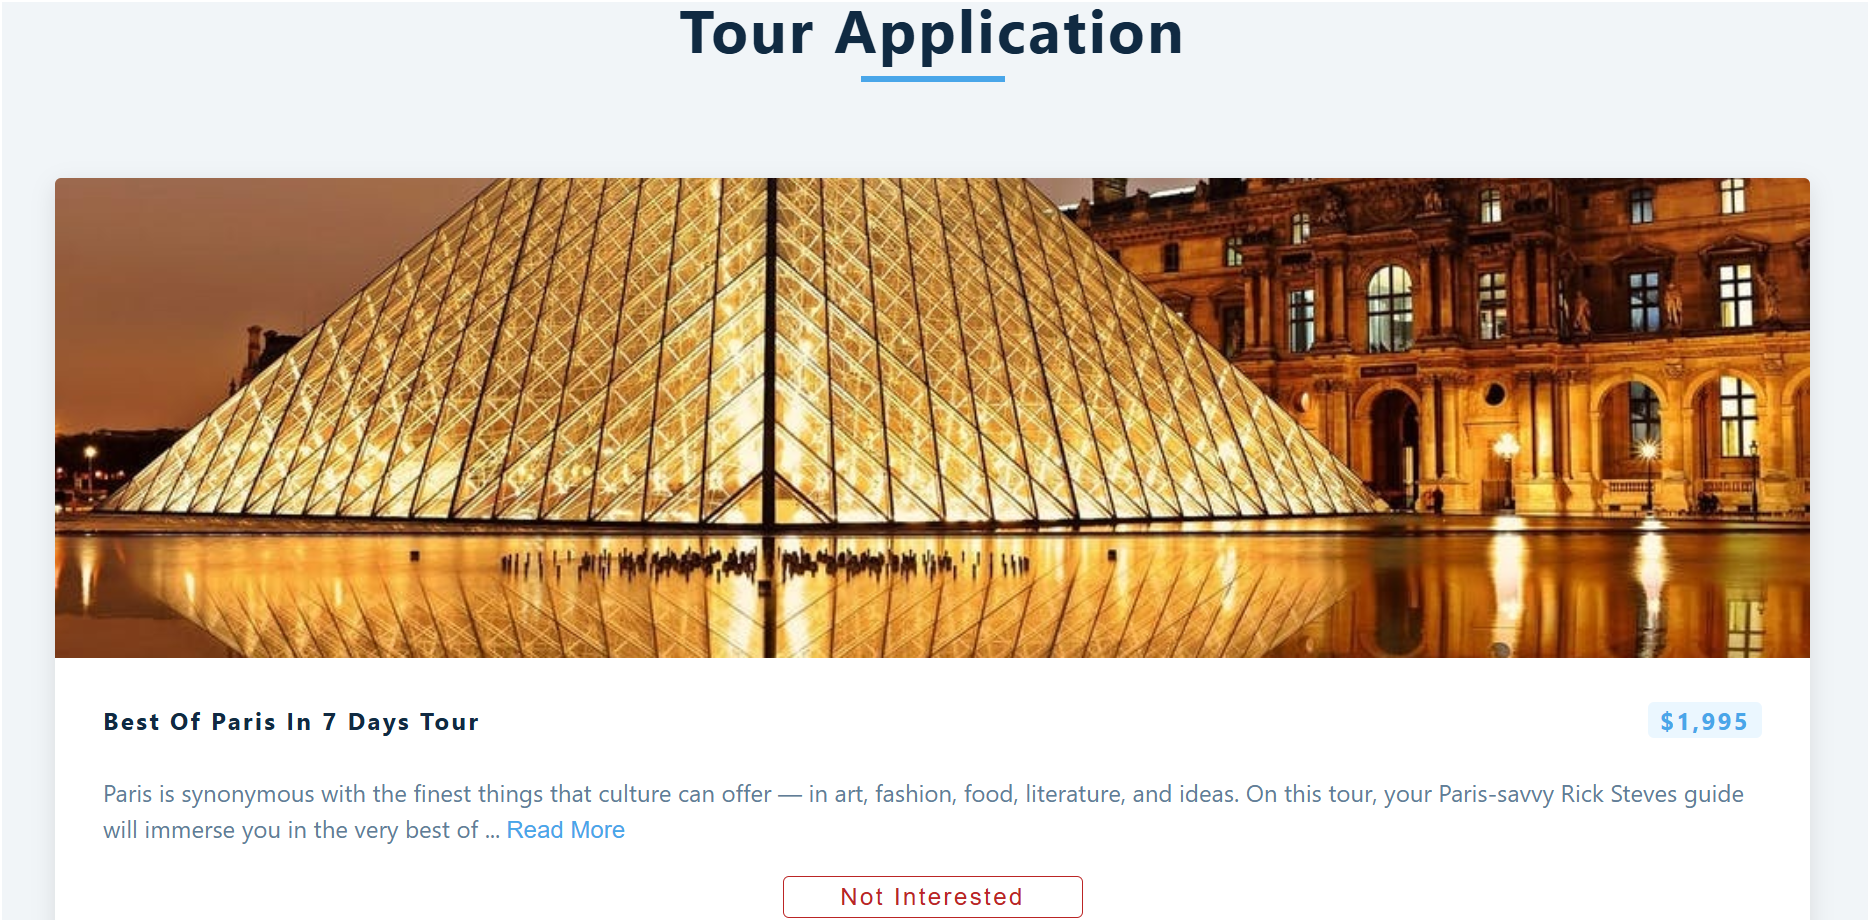 Tour Application
Best Of Paris In 7 Days Tour
$1,995
Paris is synonymous with the finest things that culture can offer — in art, fashion, food, literature, and ideas. On this tour, your Paris-savvy Rick Steves guide
will immerse you in the very best of ... Read More
Not Interested